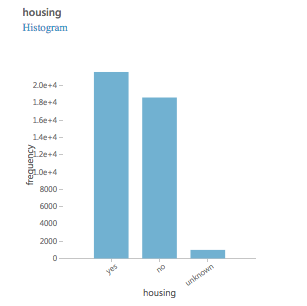 housing
Histogram
2.0e+4
1.8e+4
1.6e+4
1.4e+4
1.2e+4
1.0e+4
8000
6000
4000
2000
0
frequency
yes
no
unknown
housing